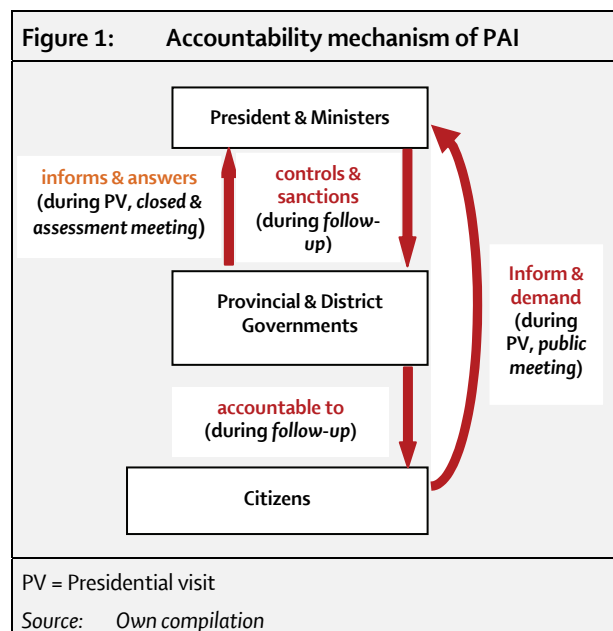 Figure 1: Accountability mechanism of PAI
President & Ministers
informs & answers
(during PV, closed &
assessment meeting)
controls &
sanctions
(during follow-
up)
Inform &
demand
(during
PV, public
meeting)
Provincial & District
Governments
accountable to
(during follow-up)
Citizens
PV = Presidential visit
Source: Own compilation